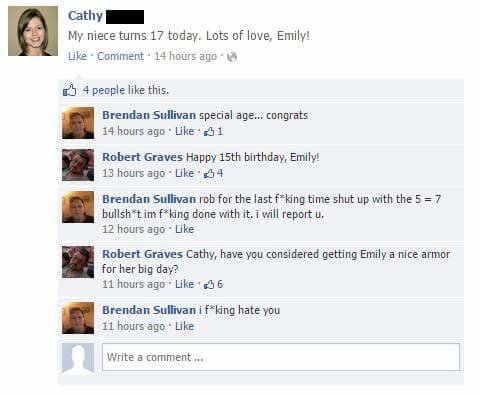 Cathy
My niece turns 17 today. Lots of love, Emily!
Like · Comment · 14 hours ago ·
4 people like this.
Brendan Sullivan special age... congrats
14 hours ago · Like · 1
Robert Graves Happy 15th birthday, Emily!
13 hours ago · Like · 4
Brendan Sullivan rob for the last f*king time shut up with the 5 = 7
bullsh*t im f*king done with it. i will report u.
12 hours ago · Like
Robert Graves Cathy, have you considered getting Emily a nice armor
for her big day?
11 hours ago · Like · 6
Brendan Sullivan i f*king hate you
11 hours ago · Like
Write a comment ...